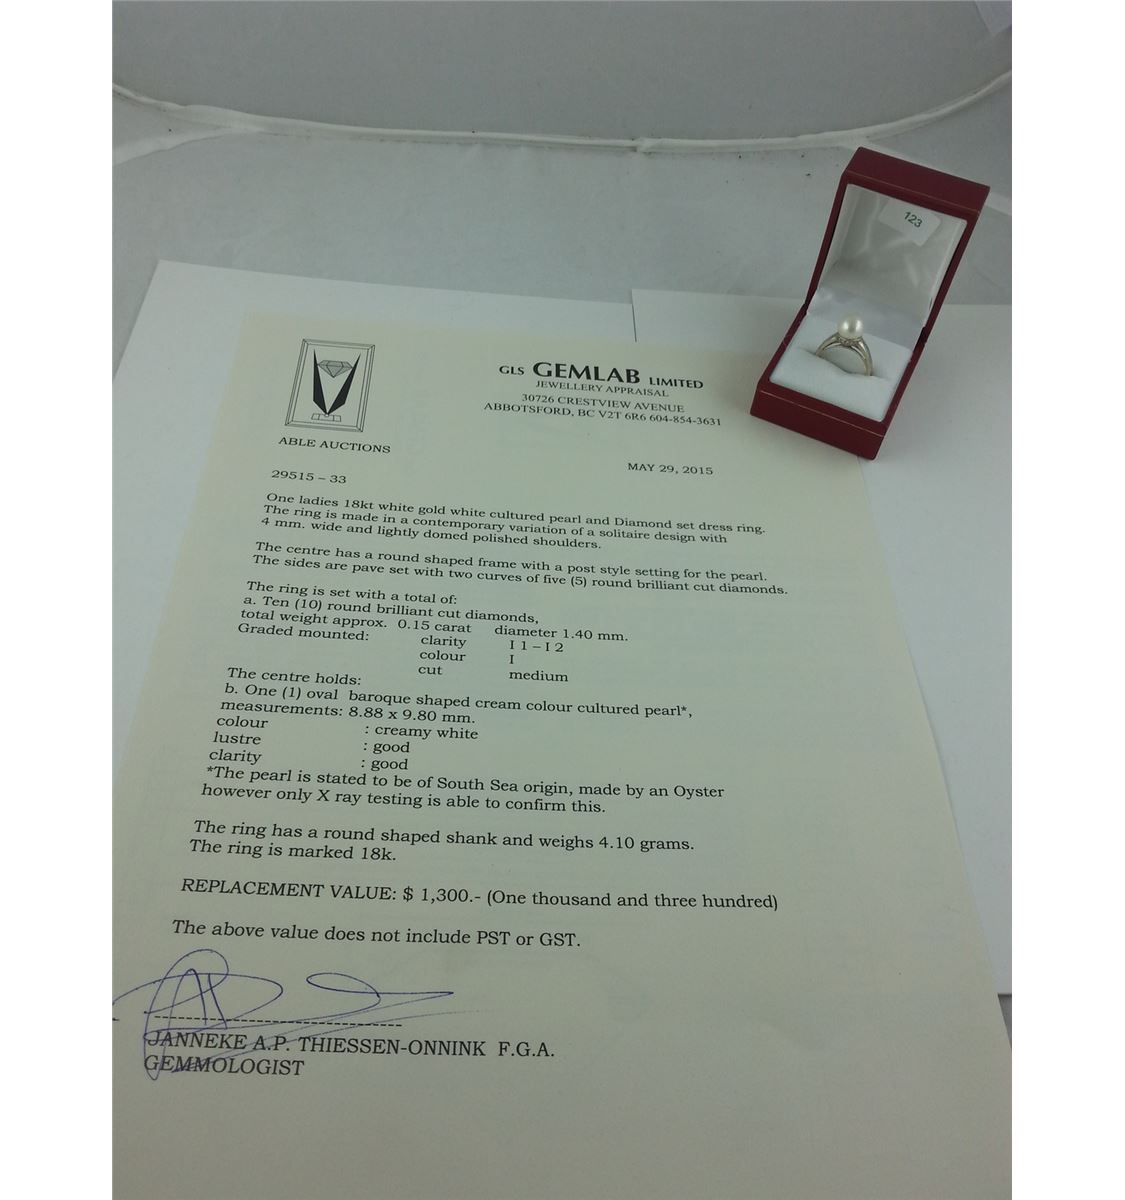 123
GLS GEMLAB LIMITED
JEWELLERY APPRAISAL
30726 CRESTVIEW AVENUE
ABBOTSFORD, BC V2T 6R6 604-854-3631
ABLE AUCTIONS
MAY 29, 2015
29515 – 33
One ladies 18kt white gold white cultured pearl and Diamond set dress ring.
The ring is made in a contemporary variation of a solitaire design with
4 mm. wide and lightly domed polished shoulders.
The centre has a round shaped frame with a post style setting for the pearl.
The sides are pave set with two curves of five (5) round brilliant cut diamonds.
The ring is set with a total of:
a. Ten (10) round brilliant cut diamonds,
total weight approx. 0.15 carat diameter 1.40 mm.
Graded mounted: clarity I 1 – I 2
colour I
cut medium
The centre holds:
b. One (1) oval baroque shaped cream colour cultured pearl*,
measurements: 8.88 x 9.80 mm.
colour : creamy white
lustre : good
clarity : good
*The pearl is stated to be of South Sea origin, made by an Oyster
however only X ray testing is able to confirm this.
The ring has a round shaped shank and weighs 4.10 grams.
The ring is marked 18k.
REPLACEMENT VALUE: $ 1,300.- (One thousand and three hundred)
The above value does not include PST or GST.
JANNEKE A.P. THIESSEN-ONNINK F.G.A.
GEMMOLOGIST